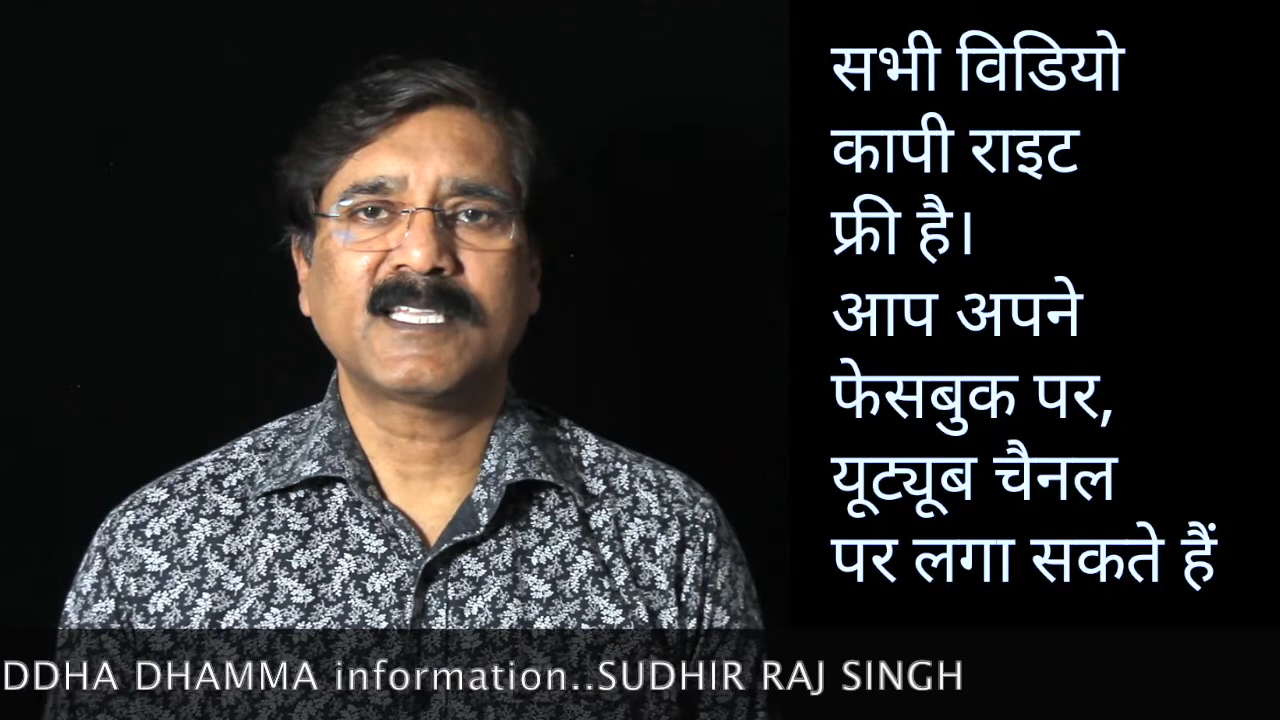 सभी विडियो
कापी राइट
फ्री है।
आप अपने
फेसबुक पर,
यूट्यूब चैनल
पर लगा सकते हैं
DDHA DHAMMA information..SUDHIR RAJ SINGH